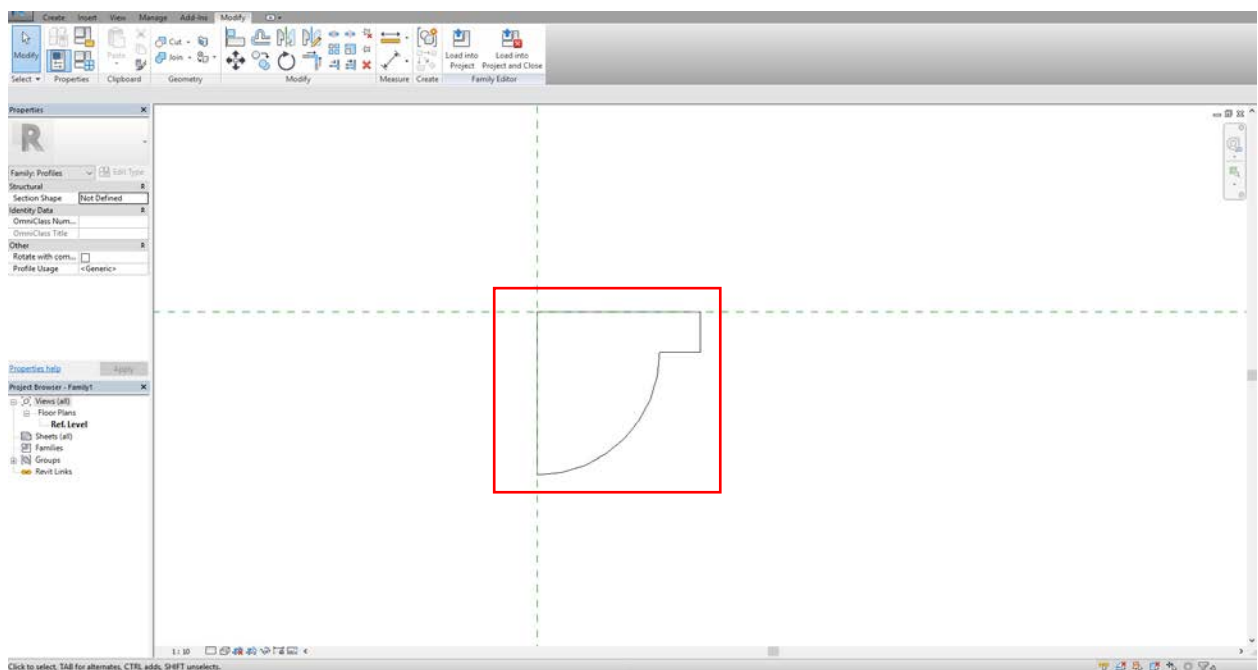 Create Insert View Manage Add-Ins Modify
Modify
Paste
Cut
Join
Load into Project
Load into Project and Close
Select Properties Clipboard Geometry Modify Measure Create Family Editor
Properties
R
Family: Profiles Edit Type
Structural
Section Shape Not Defined
Identity Data
OmniClass Num...
OmniClass Title
Other
Rotate with com...
Profile Usage <Generic>
Properties help Apply
Project Browser - Family1
Views (all)
Floor Plans
Ref. Level
Sheets (all)
Families
Groups
Revit Links
1 : 10
Click to select, TAB for alternates, CTRL adds, SHIFT unselects.